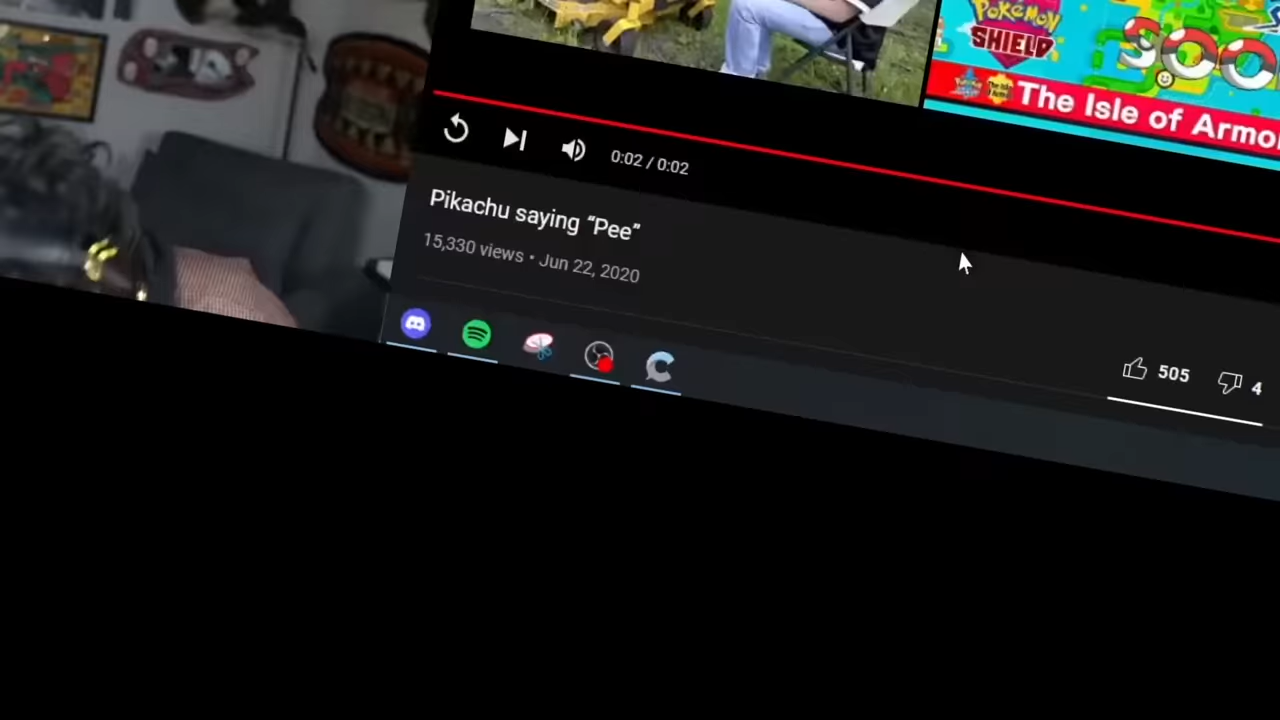 POKéMON
SHIELD
The Isle of Armor
0:02 / 0:02
Pikachu saying “Pee”
15,330 views • Jun 22, 2020
505
4